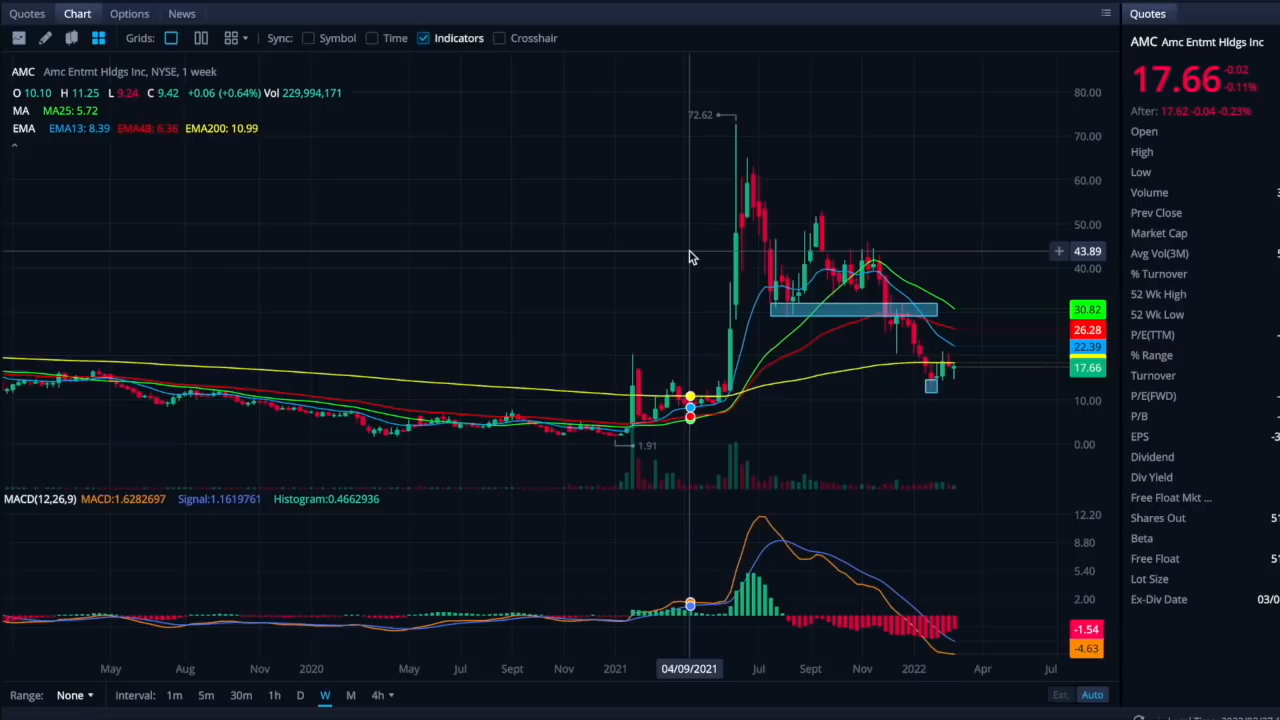 Quotes Chart Options News
Quotes
Grids: Sync: Symbol Time Indicators Crosshair
AMC Amc Entmt Hldgs Inc
AMC Amc Entmt Hldgs Inc, NYSE, 1 week
17.66 -0.02
-0.11%
O 10.10 H 11.25 L 9.24 C 9.42 +0.06 (+0.64%) Vol 229,994,171
MA MA25: 5.72
After: 17.62 -0.04 -0.23%
EMA EMA13: 8.39 EMA48: 6.36 EMA200: 10.99
72.62
1.91
80.00
70.00
60.00
50.00
43.89
40.00
30.82
26.28
22.39
17.66
10.00
0.00
MACD(12,26,9) MACD:1.6282697 Signal:1.1619761 Histogram:0.4662936
12.20
8.80
5.40
2.00
-1.54
-4.63
May Aug Nov 2020 May Jul Sept Nov 2021 04/09/2021 Jul Sept Nov 2022 Apr Jul
Range: None Interval: 1m 5m 30m 1h D W M 4h Ext. Auto
Open
High
Low
Volume
Prev Close
Market Cap
Avg Vol(3M)
% Turnover
52 Wk High
52 Wk Low
P/E(TTM)
% Range
Turnover
P/E(FWD)
P/B
EPS
Dividend
Div Yield
Free Float Mkt ...
Shares Out
Beta
Free Float
Lot Size
Ex-Div Date